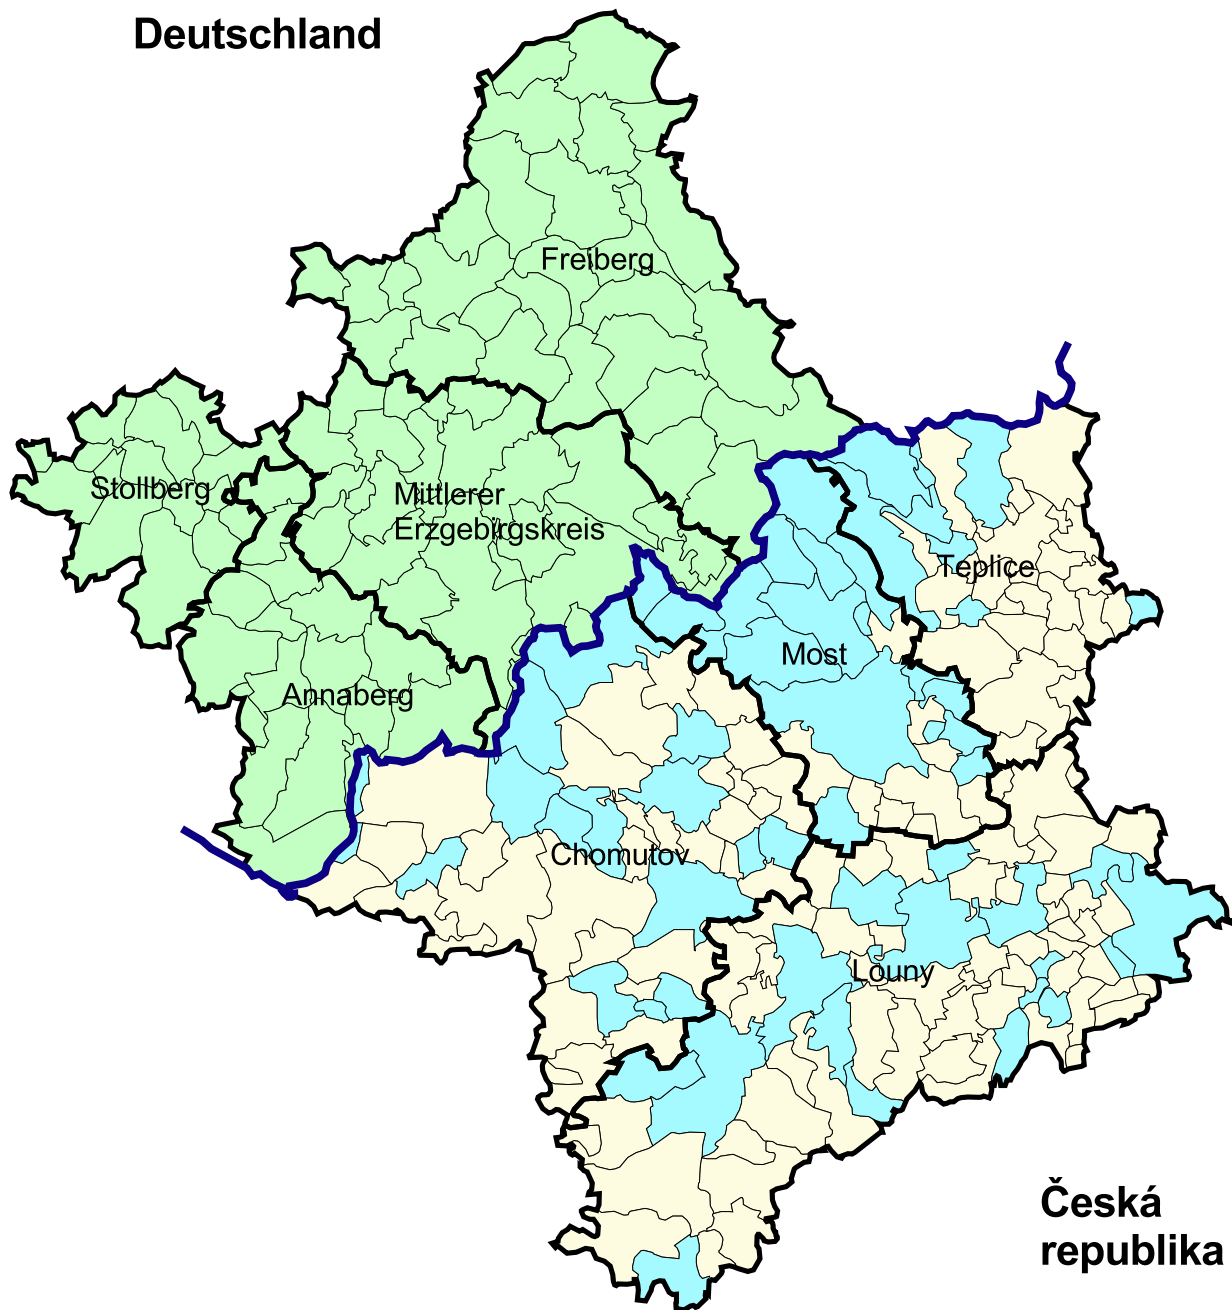 Deutschland
Freiberg
Stollberg
Mittlerer
Erzgebirgskreis
Teplice
Most
Annaberg
Chomutov
Louny
Česká
republika